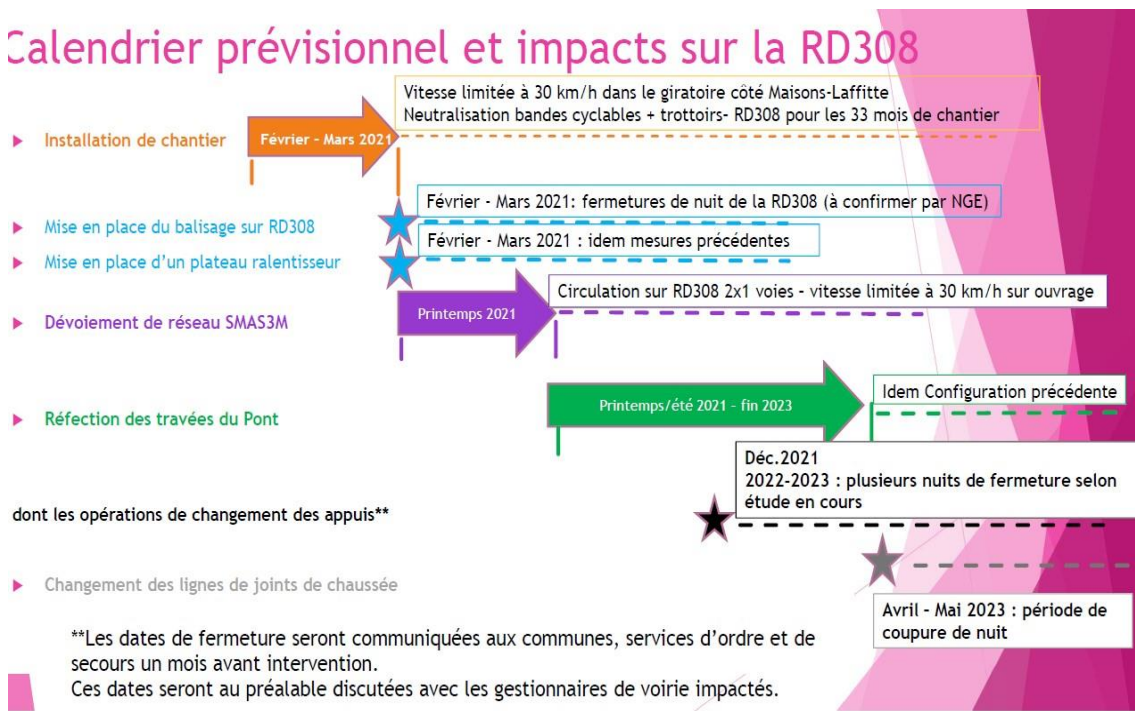 Calendrier prévisionnel et impacts sur la RD308
Vitesse limitée à 30 km/h dans le giratoire côté Maisons-Laffitte
Neutralisation bandes cyclables + trottoirs- RD308 pour les 33 mois de chantier
Installation de chantier
Février - Mars 2021
Février - Mars 2021: fermetures de nuit de la RD308 (à confirmer par NGE)
Mise en place du balisage sur RD308
Février - Mars 2021 : idem mesures précédentes
Mise en place d'un plateau ralentisseur
Circulation sur RD308 2x1 voies - vitesse limitée à 30 km/h sur ouvrage
Dévoiement de réseau SMAS3M
Printemps 2021
Idem Configuration précédente
Réfection des travées du Pont
Printemps/été 2021 - fin 2023
Déc.2021
2022-2023 : plusieurs nuits de fermeture selon
étude en cours
dont les opérations de changement des appuis**
Changement des lignes de joints de chaussée
Avril - Mai 2023 : période de
coupure de nuit
**Les dates de fermeture seront communiquées aux communes, services d'ordre et de
secours un mois avant intervention.
Ces dates seront au préalable discutées avec les gestionnaires de voirie impactés.